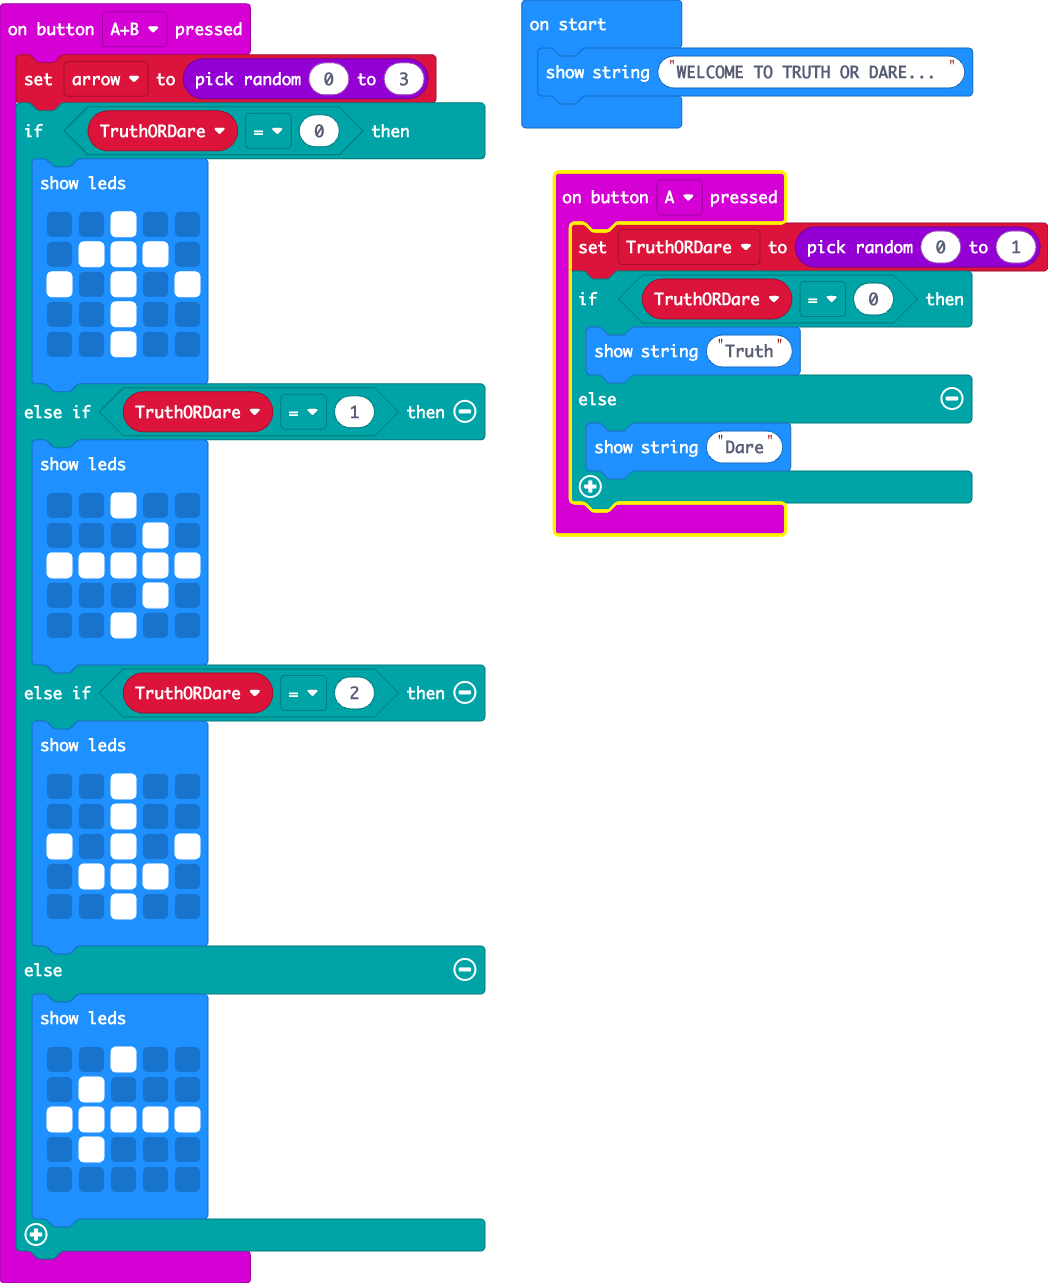 on button A+B pressed
set arrow to pick random 0 to 3
if TruthORDare = 0 then
show leds
else if TruthORDare = 1 then
show leds
else if TruthORDare = 2 then
show leds
else
show leds
on start
show string "WELCOME TO TRUTH OR DARE... "
on button A pressed
set TruthORDare to pick random 0 to 1
if TruthORDare = 0 then
show string "Truth"
else
show string "Dare"